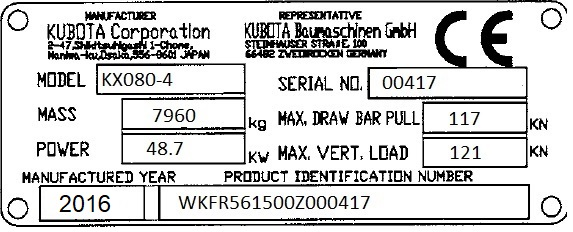 MANUFACTURER
KUBOTA Corporation
2-47, Shikitsuhigashi 1-Chome,
Naniwa-ku, Osaka, 556-8601 JAPAN
REPRESENTATIVE
KUBOTA Baumaschinen GmbH
STEINHAUSER STRAßE, 100
66482 ZWEIBRÜCKEN GERMANY
CE
MODEL KX080-4 SERIAL NO. 00417
MASS 7960 kg MAX. DRAW BAR PULL 117 KN
POWER 48.7 KW MAX. VERT. LOAD 121 KN
MANUFACTURED YEAR PRODUCT IDENTIFICATION NUMBER
2016 WKFR561500Z000417